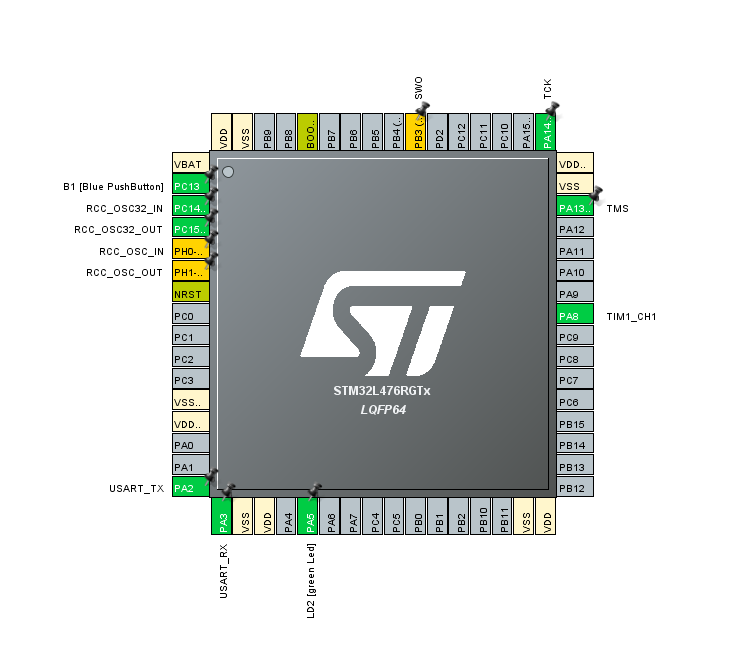 SWO
TCK
VDD
VSS
PB9
PB8
BOO..
PB7
PB6
PB5
PB4 (..
PB3 (..
PD2
PC12
PC11
PC10
PA15..
PA14..
VBAT
B1 [Blue PushButton] PC13
RCC_OSC32_IN PC14..
RCC_OSC32_OUT PC15..
RCC_OSC_IN PH0-..
RCC_OSC_OUT PH1-..
NRST
PC0
PC1
PC2
PC3
VSS..
VDD..
PA0
PA1
USART_TX PA2
ST
STM32L476RGTx
LQFP64
VDD..
VSS
PA13.. TMS
PA12
PA11
PA10
PA9
PA8 TIM1_CH1
PC9
PC8
PC7
PC6
PB15
PB14
PB13
PB12
PA3
VSS
VDD
PA4
PA5
PA6
PA7
PC4
PC5
PB0
PB1
PB2
PB10
PB11
VSS
VDD
USART_RX
LD2 [green Led]